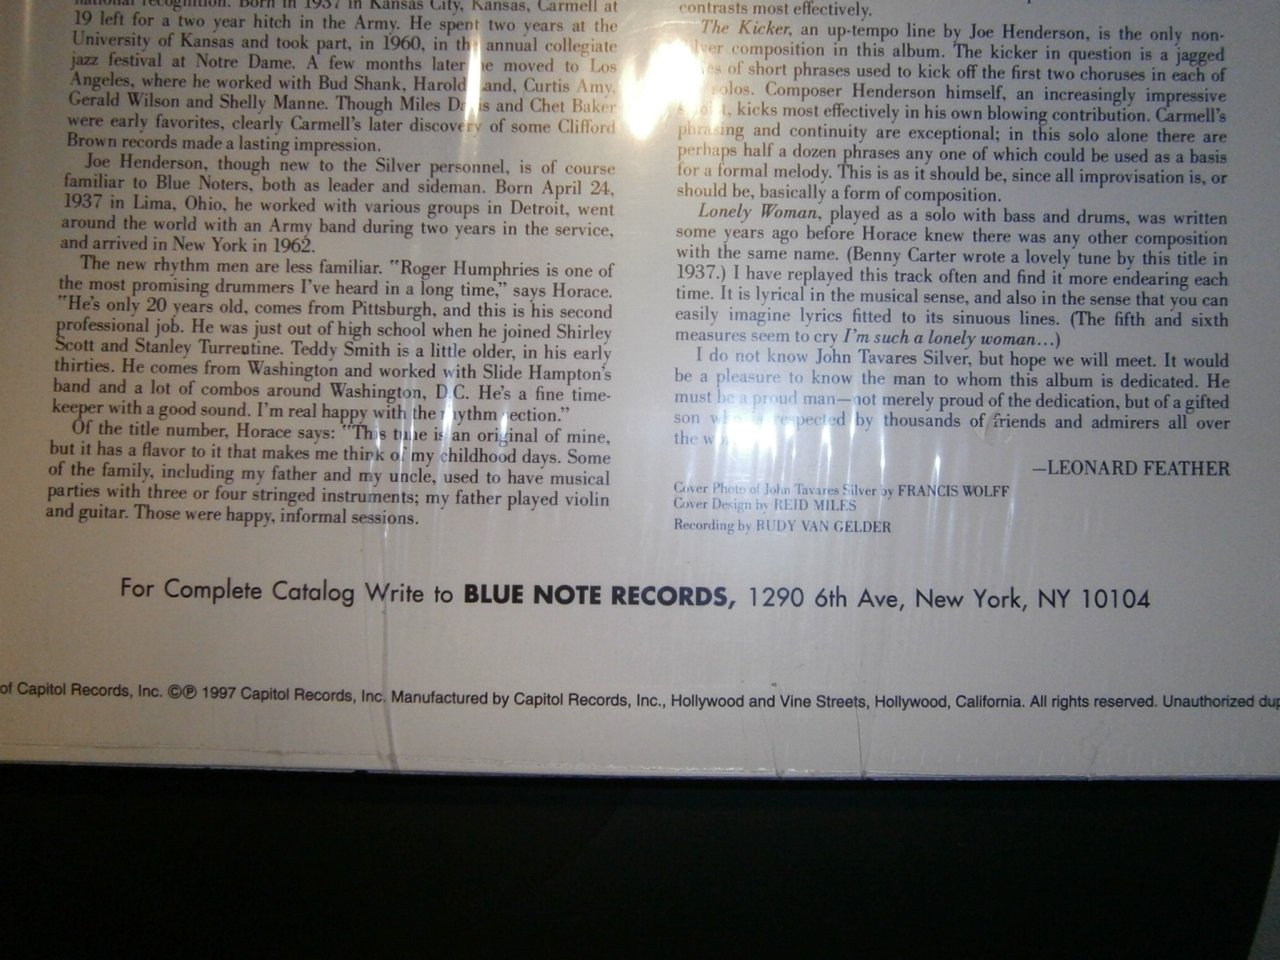 national recognition. Born in 1937 in Kansas City, Kansas, Carmell at
19 left for a two year hitch in the Army. He spent two years at the
University of Kansas and took part, in 1960, in the annual collegiate
jazz festival at Notre Dame. A few months later he moved to Los
Angeles, where he worked with Bud Shank, Harold Land, Curtis Amy,
Gerald Wilson and Shelly Manne. Though Miles Davis and Chet Baker
were early favorites, clearly Carmell's later discovery of some Clifford
Brown records made a lasting impression.
Joe Henderson, though new to the Silver personnel, is of course
familiar to Blue Noters, both as leader and sideman. Born April 24,
1937 in Lima, Ohio, he worked with various groups in Detroit, went
around the world with an Army band during two years in the service,
and arrived in New York in 1962.
The new rhythm men are less familiar. "Roger Humphries is one of
the most promising drummers I've heard in a long time," says Horace.
"He's only 20 years old, comes from Pittsburgh, and this is his second
professional job. He was just out of high school when he joined Shirley
Scott and Stanley Turrentine. Teddy Smith is a little older, in his early
thirties. He comes from Washington and worked with Slide Hampton's
band and a lot of combos around Washington, D.C. He's a fine time-
keeper with a good sound. I'm real happy with the rhythm section."
Of the title number, Horace says: "This tune is an original of mine,
but it has a flavor to it that makes me think of my childhood days. Some
of the family, including my father and my uncle, used to have musical
parties with three or four stringed instruments; my father played violin
and guitar. Those were happy, informal sessions.
contrasts most effectively.
The Kicker, an up-tempo line by Joe Henderson, is the only non-
Silver composition in this album. The kicker in question is a jagged
of short phrases used to kick off the first two choruses in each of
solos. Composer Henderson himself, an increasingly impressive
kicks most effectively in his own blowing contribution. Carmell's
phrasing and continuity are exceptional; in this solo alone there are
perhaps half a dozen phrases any one of which could be used as a basis
for a formal melody. This is as it should be, since all improvisation is, or
should be, basically a form of composition.
Lonely Woman, played as a solo with bass and drums, was written
some years ago before Horace knew there was any other composition
with the same name. (Benny Carter wrote a lovely tune by this title in
1937.) I have replayed this track often and find it more endearing each
time. It is lyrical in the musical sense, and also in the sense that you can
easily imagine lyrics fitted to its sinuous lines. (The fifth and sixth
measures seem to cry I'm such a lonely woman...)
I do not know John Tavares Silver, but hope we will meet. It would
be a pleasure to know the man to whom this album is dedicated. He
must be a proud man—not merely proud of the dedication, but of a gifted
son who is respected by thousands of friends and admirers all over
the
—LEONARD FEATHER
Cover Photo of John Tavares Silver by FRANCIS WOLFF
Cover Design by REID MILES
Recording by RUDY VAN GELDER
For Complete Catalog Write to BLUE NOTE RECORDS, 1290 6th Ave, New York, NY 10104
of Capitol Records, Inc. ©℗ 1997 Capitol Records, Inc. Manufactured by Capitol Records, Inc., Hollywood and Vine Streets, Hollywood, California. All rights reserved. Unauthorized dup